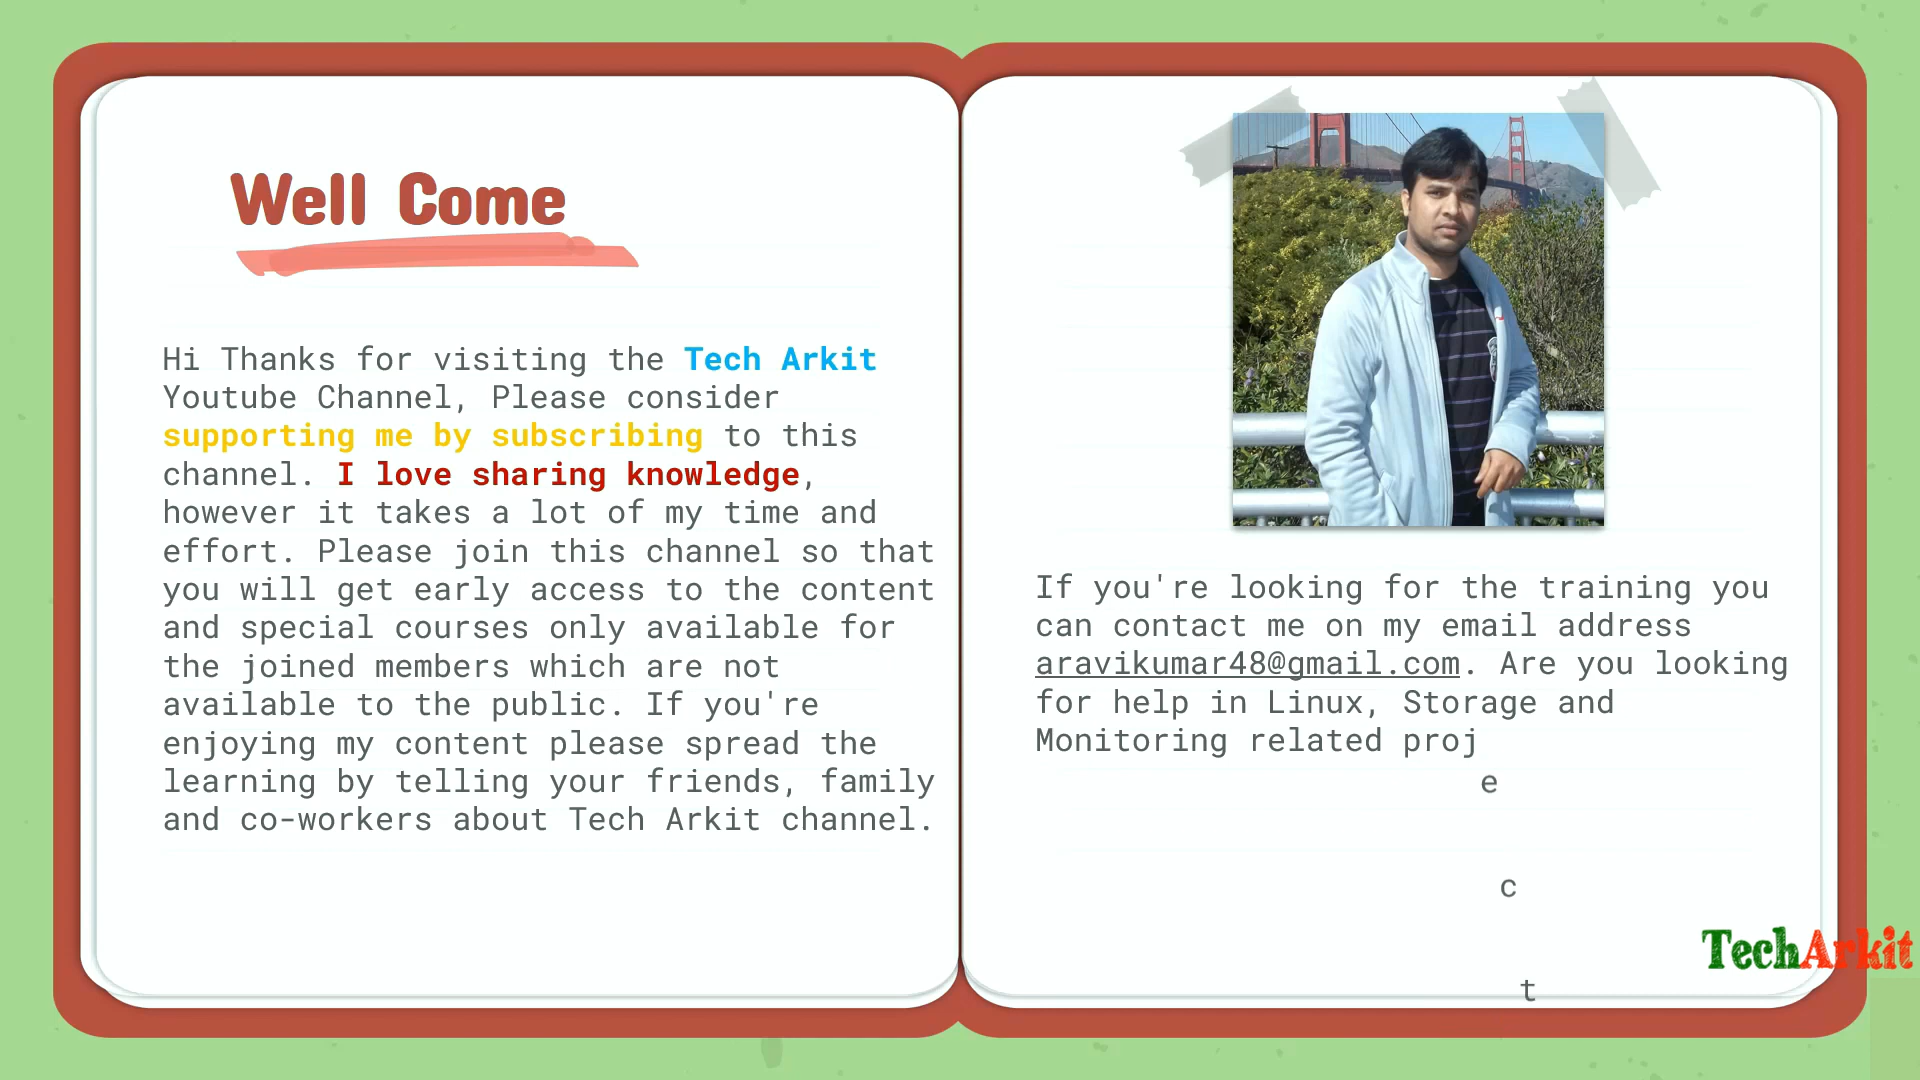 Well Come
Hi Thanks for visiting the Tech Arkit
Youtube Channel, Please consider
supporting me by subscribing to this
channel. I love sharing knowledge,
however it takes a lot of my time and
effort. Please join this channel so that
you will get early access to the content
and special courses only available for
the joined members which are not
available to the public. If you're
enjoying my content please spread the
learning by telling your friends, family
and co-workers about Tech Arkit channel.
If you're looking for the training you
can contact me on my email address
aravikumar48@gmail.com. Are you looking
for help in Linux, Storage and
Monitoring related proj
e
c
t
TechArkit